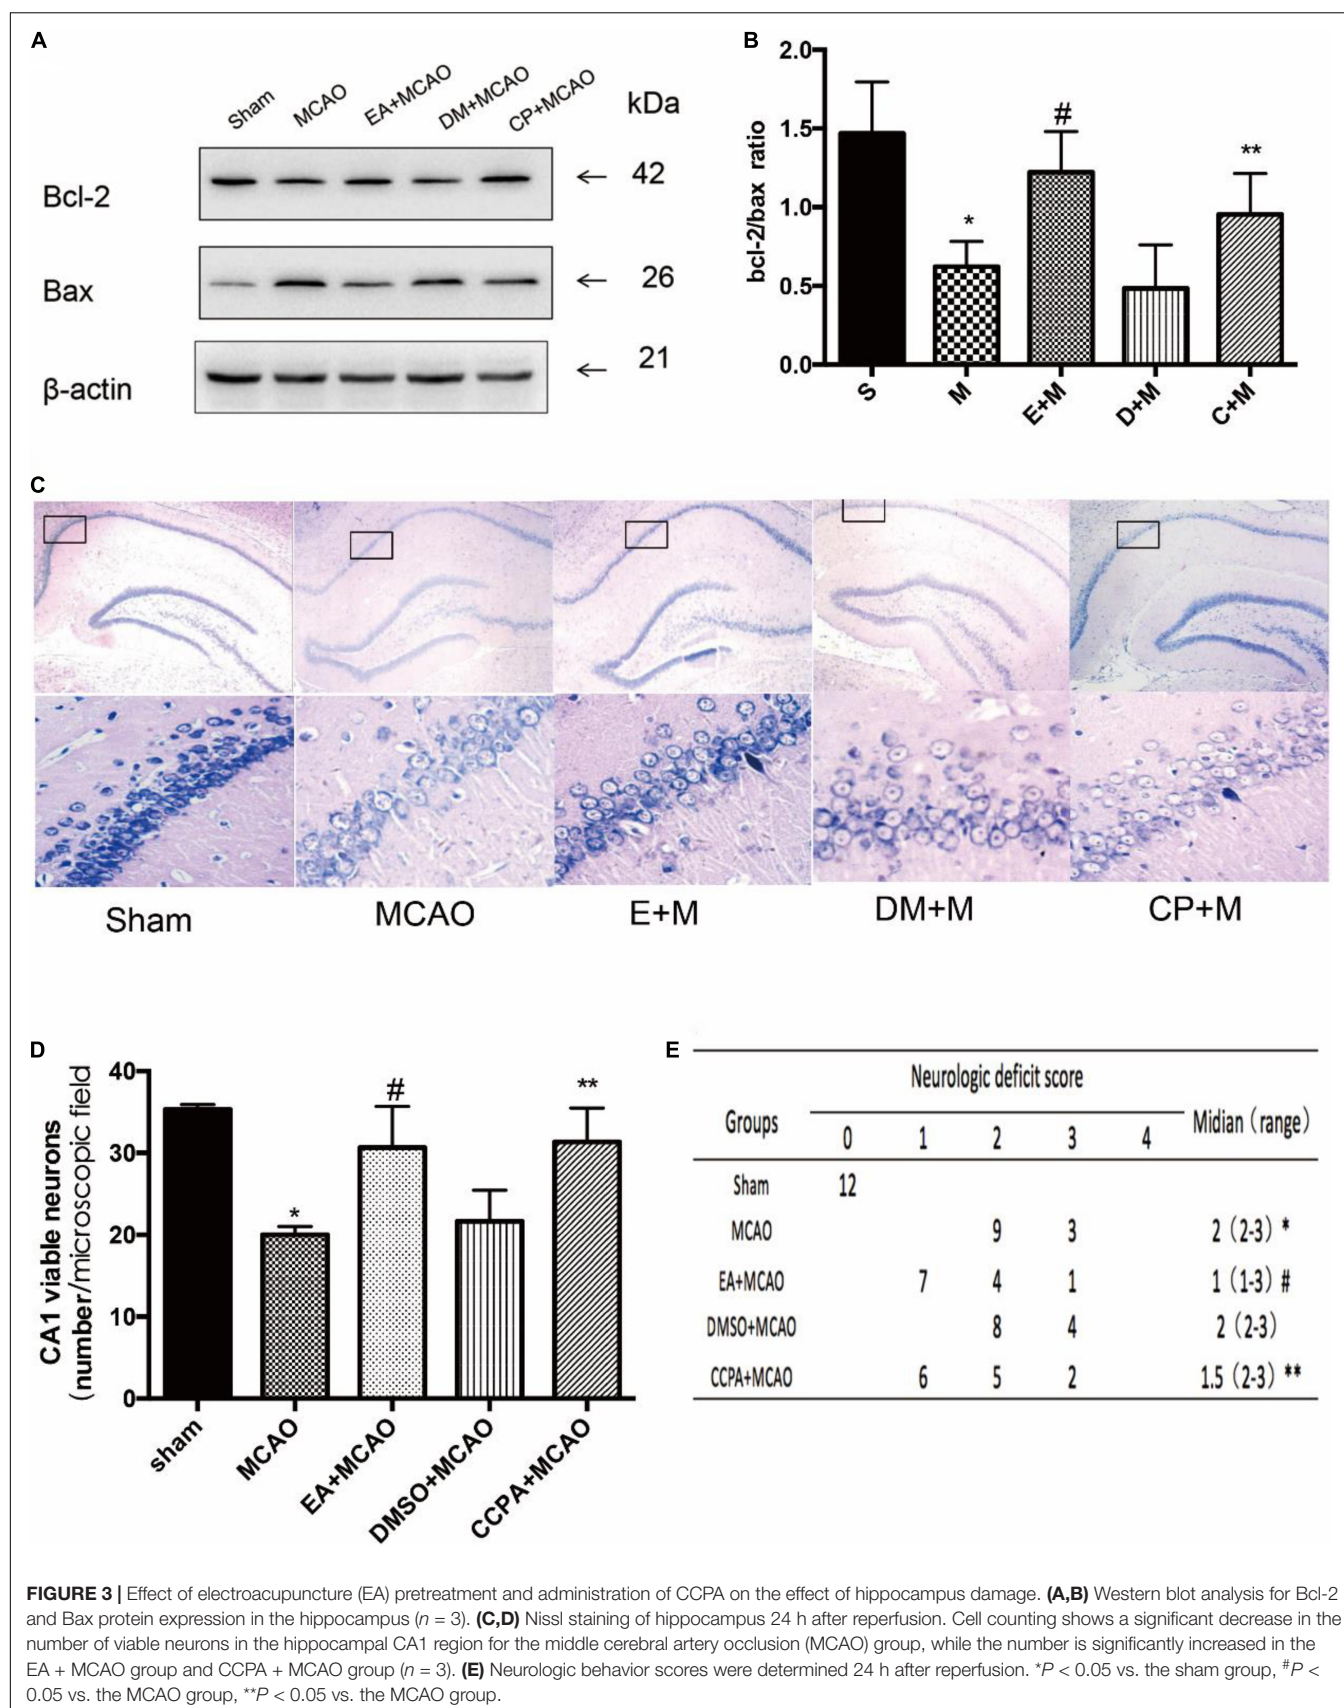 A
Sham MCAO EA+MCAO DM+MCAO CP+MCAO kDa
Bcl-2 ← 42
Bax ← 26
β-actin ← 21
B
bcl-2/bax ratio
2.0
1.5
1.0
0.5
0.0
* # **
S M E+M D+M C+M
C
Sham MCAO E+M DM+M CP+M
D
CA1 viable neurons
(number/microscopic field)
40
30
20
10
0
* # **
sham MCAO EA+MCAO DMSO+MCAO CCPA+MCAO
E
Neurologic deficit score
Groups 0 1 2 3 4 Midian (range)
Sham 12
MCAO 9 3 2 (2-3) *
EA+MCAO 7 4 1 1 (1-3) #
DMSO+MCAO 8 4 2 (2-3)
CCPA+MCAO 6 5 2 1.5 (2-3) **
FIGURE 3 | Effect of electroacupuncture (EA) pretreatment and administration of CCPA on the effect of hippocampus damage. (A,B) Western blot analysis for Bcl-2
and Bax protein expression in the hippocampus (n = 3). (C,D) Nissl staining of hippocampus 24 h after reperfusion. Cell counting shows a significant decrease in the
number of viable neurons in the hippocampal CA1 region for the middle cerebral artery occlusion (MCAO) group, while the number is significantly increased in the
EA + MCAO group and CCPA + MCAO group (n = 3). (E) Neurologic behavior scores were determined 24 h after reperfusion. *P < 0.05 vs. the sham group, #P <
0.05 vs. the MCAO group, **P < 0.05 vs. the MCAO group.